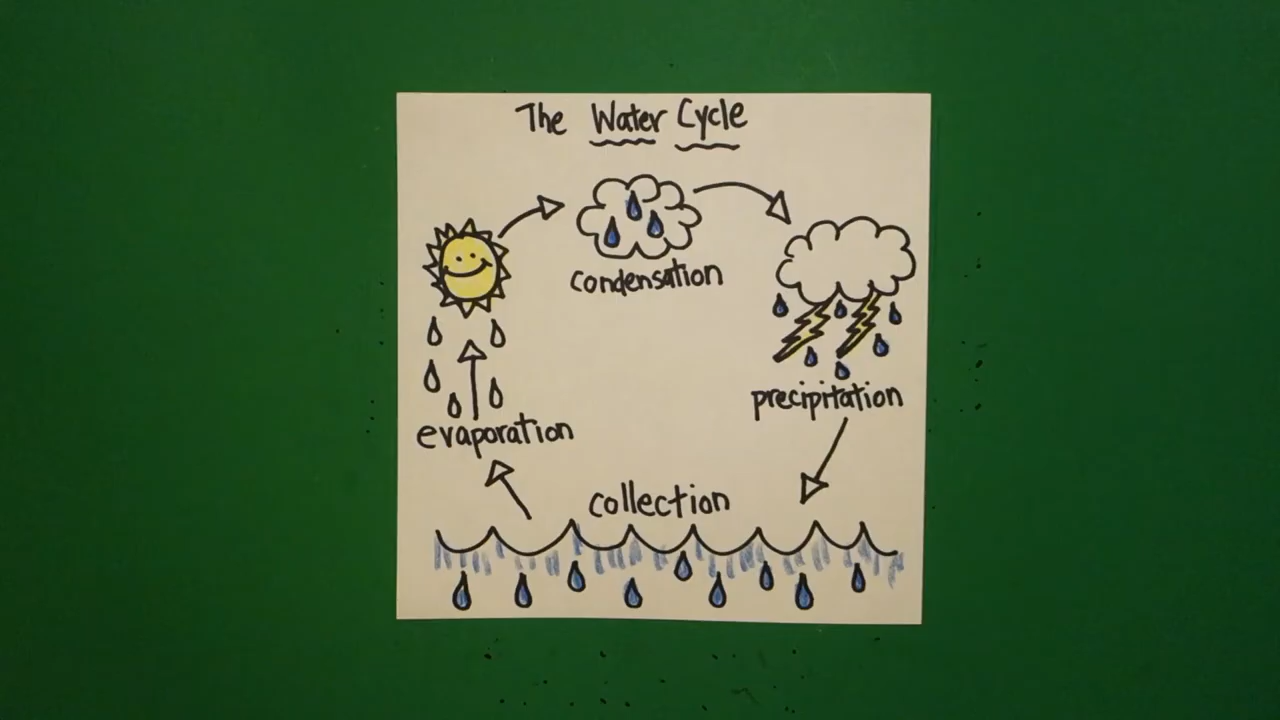 The Water Cycle
condensation
precipitation
evaporation
collection